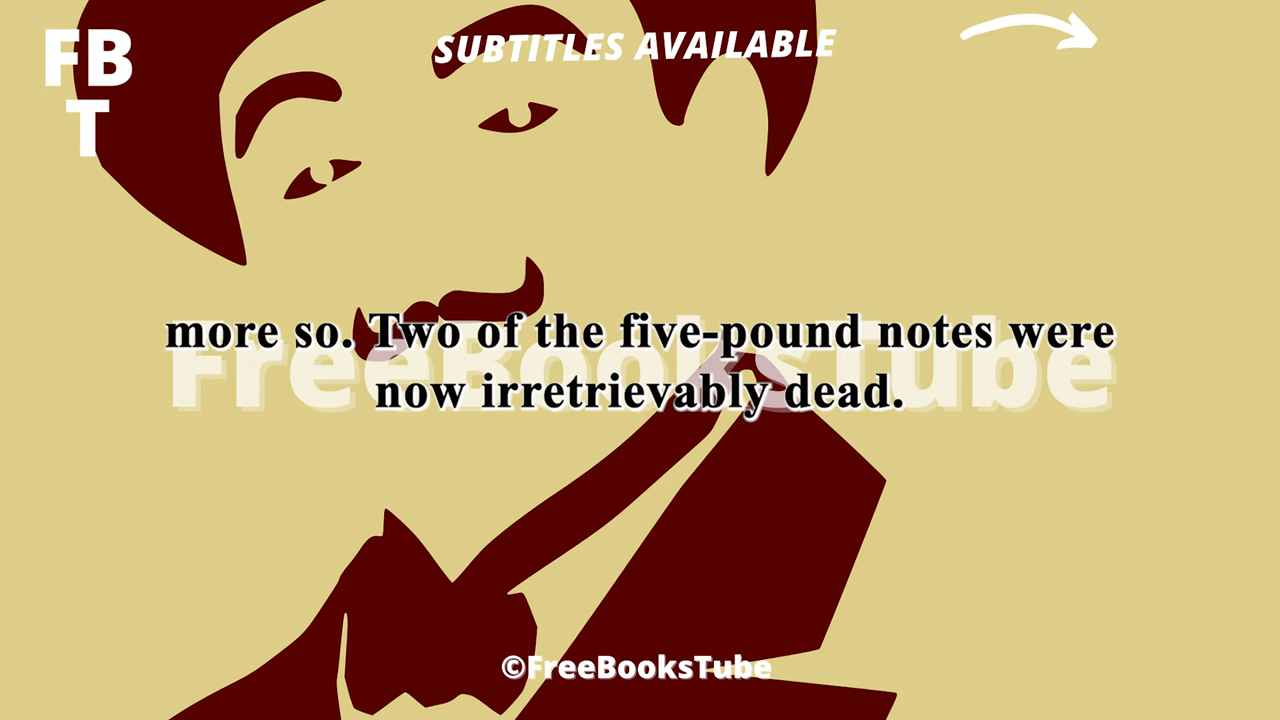 FB
T
SUBTITLES AVAILABLE
more so. Two of the five-pound notes were
FreeBooksTube
now irretrievably dead.
©FreeBooksTube